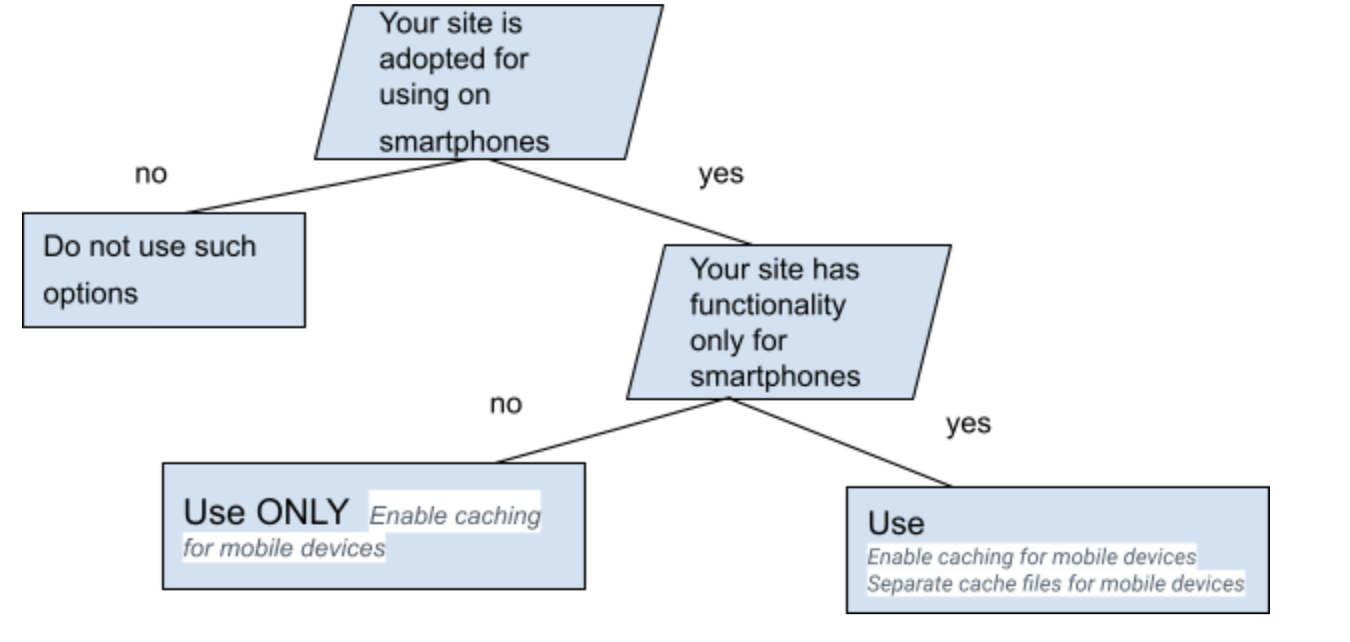 Your site is
adopted for
using on
smartphones
no
yes
Do not use such
options
Your site has
functionality
only for
smartphones
no
yes
Use ONLY Enable caching
for mobile devices
Use
Enable caching for mobile devices
Separate cache files for mobile devices